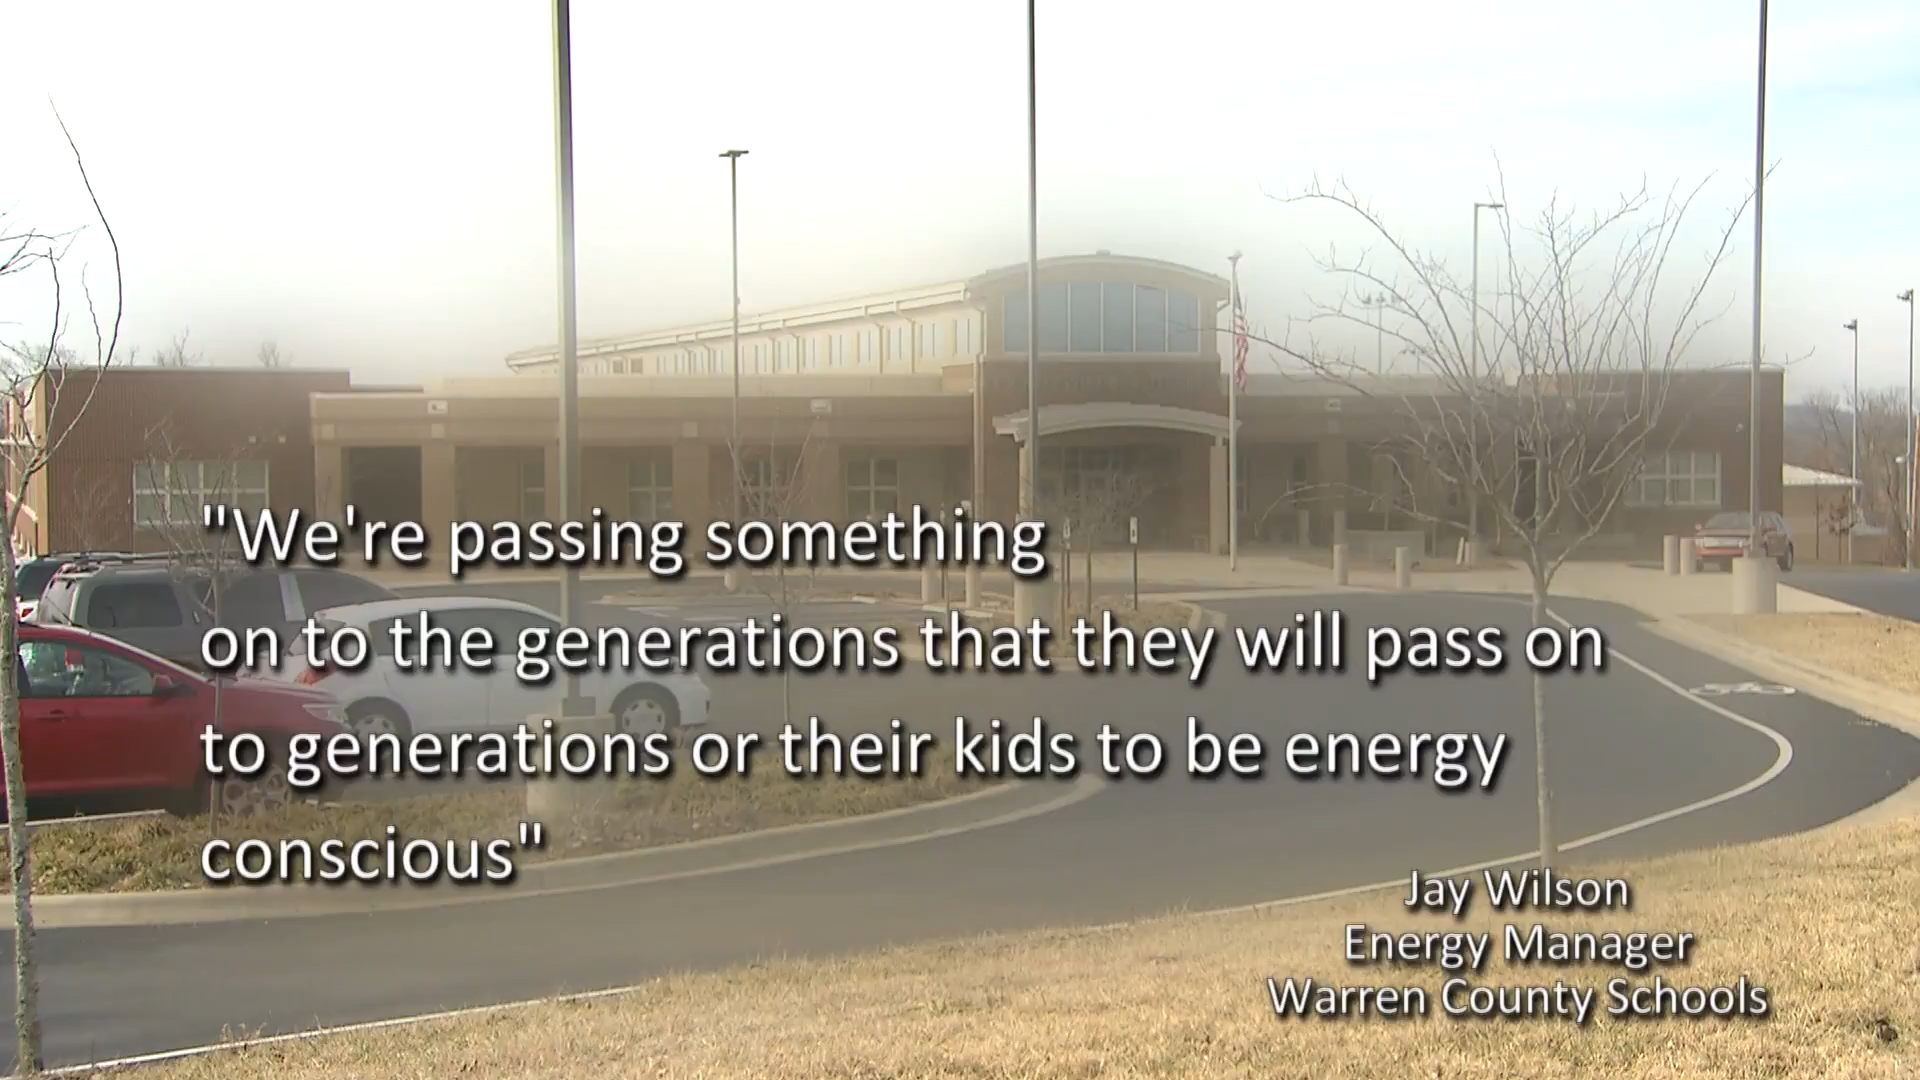 "We're passing something
on to the generations that they will pass on
to generations or their kids to be energy
conscious"
Jay Wilson
Energy Manager
Warren County Schools